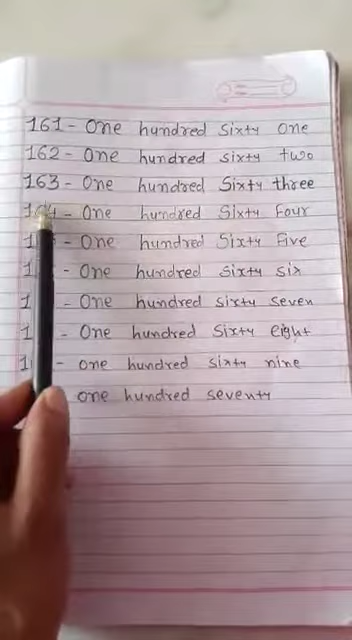 161 - One hundred Sixty One
162 - One hundred sixty two
163 - One hundred Sixty three
164 - One hundred Sixty Four
- One hundred Sixty Five
- One hundred sixty six
- One hundred sixty seven
- One hundred Sixty eight
- one hundred sixty nine
one hundred seventy